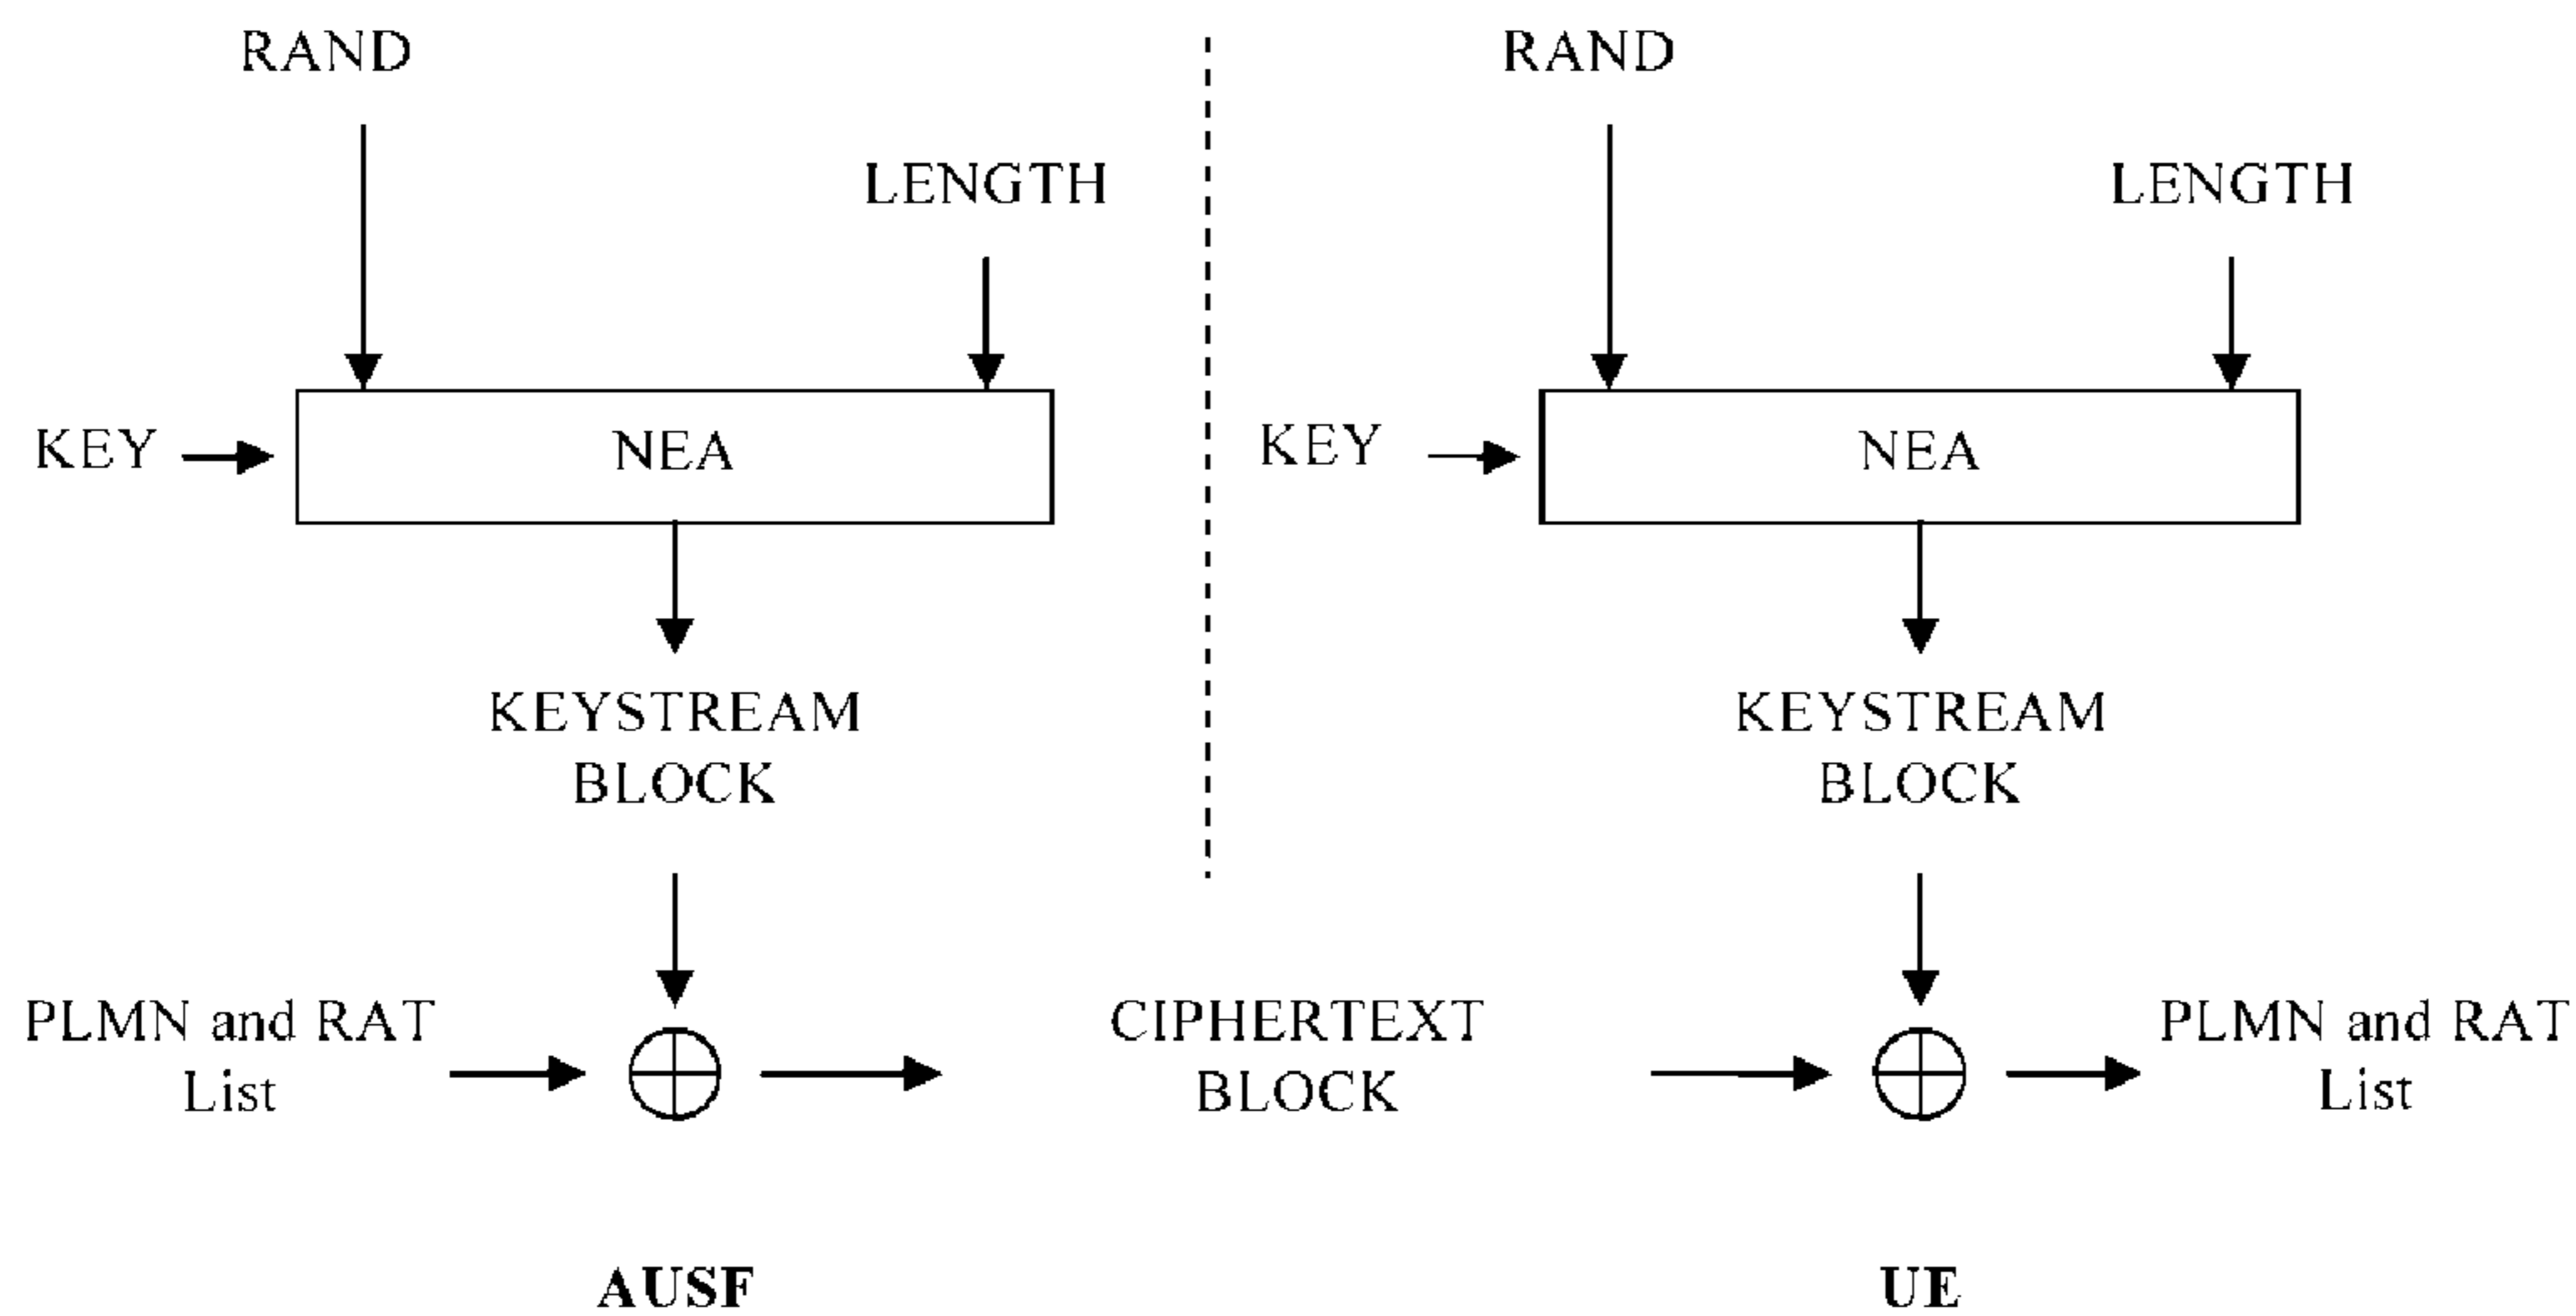 RAND
RAND
LENGTH
LENGTH
KEY
NEA
KEY
NEA
KEYSTREAM
BLOCK
KEYSTREAM
BLOCK
PLMN and RAT
List
CIPHERTEXT
BLOCK
PLMN and RAT
List
AUSF
UE